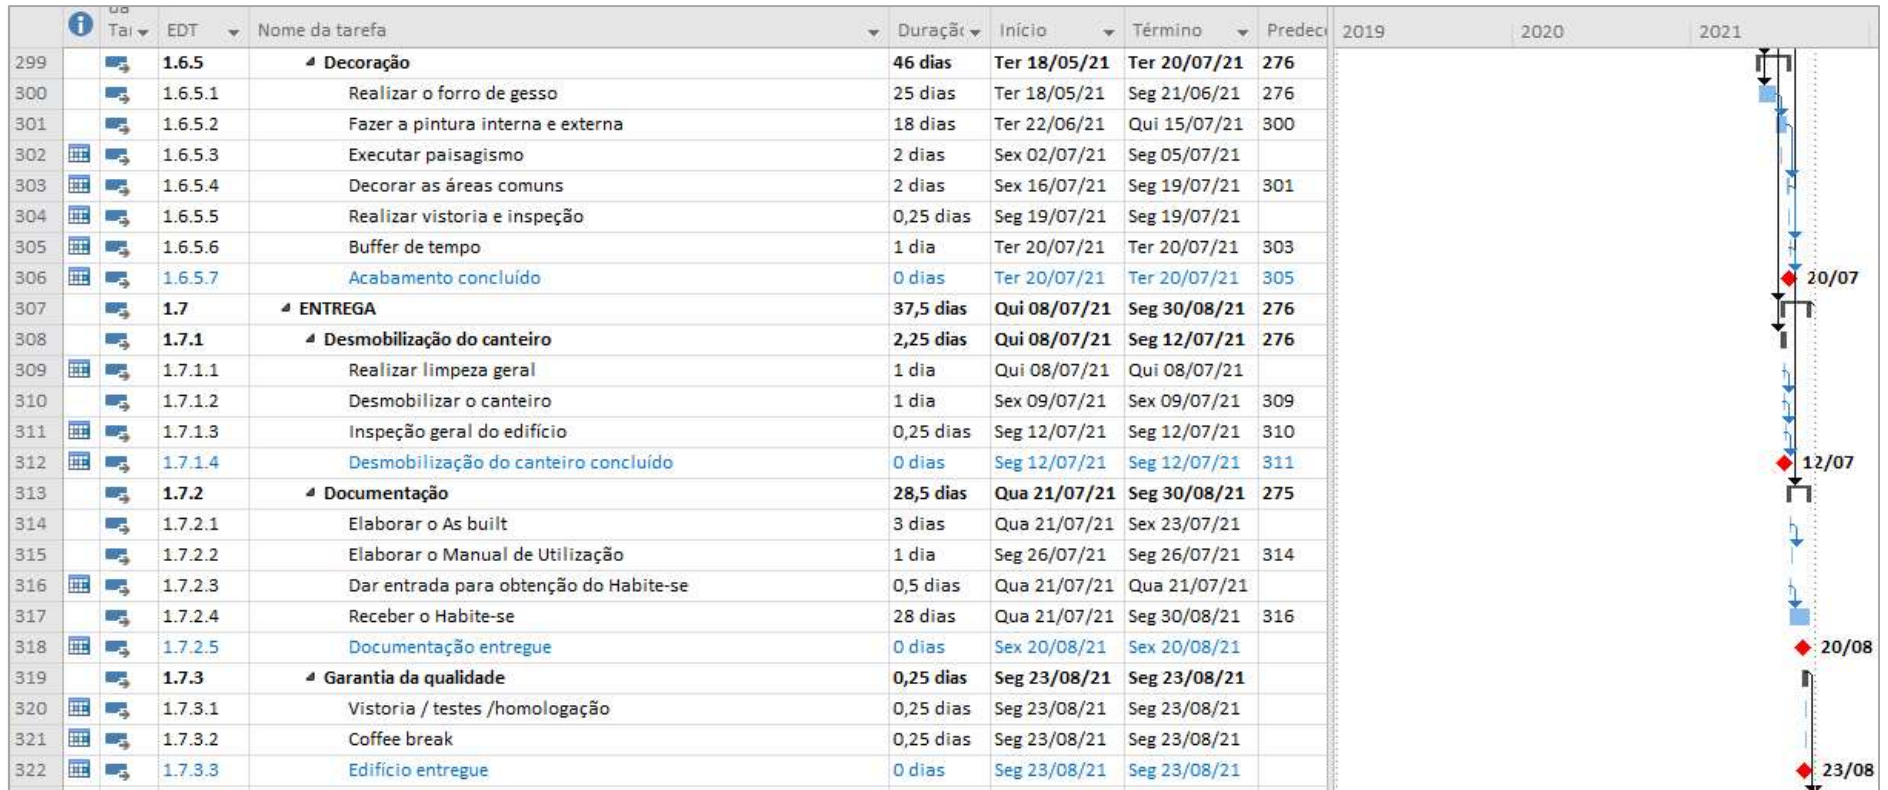 da
Tar EDT Nome da tarefa Duração Início Término Predec 2019 2020 2021
299 1.6.5 Decoração 46 dias Ter 18/05/21 Ter 20/07/21 276
300 1.6.5.1 Realizar o forro de gesso 25 dias Ter 18/05/21 Seg 21/06/21 276
301 1.6.5.2 Fazer a pintura interna e externa 18 dias Ter 22/06/21 Qui 15/07/21 300
302 1.6.5.3 Executar paisagismo 2 dias Sex 02/07/21 Seg 05/07/21
303 1.6.5.4 Decorar as áreas comuns 2 dias Sex 16/07/21 Seg 19/07/21 301
304 1.6.5.5 Realizar vistoria e inspeção 0,25 dias Seg 19/07/21 Seg 19/07/21
305 1.6.5.6 Buffer de tempo 1 dia Ter 20/07/21 Ter 20/07/21 303
306 1.6.5.7 Acabamento concluído 0 dias Ter 20/07/21 Ter 20/07/21 305 20/07
307 1.7 ENTREGA 37,5 dias Qui 08/07/21 Seg 30/08/21 276
308 1.7.1 Desmobilização do canteiro 2,25 dias Qui 08/07/21 Seg 12/07/21 276
309 1.7.1.1 Realizar limpeza geral 1 dia Qui 08/07/21 Qui 08/07/21
310 1.7.1.2 Desmobilizar o canteiro 1 dia Sex 09/07/21 Sex 09/07/21 309
311 1.7.1.3 Inspeção geral do edifício 0,25 dias Seg 12/07/21 Seg 12/07/21 310
312 1.7.1.4 Desmobilização do canteiro concluído 0 dias Seg 12/07/21 Seg 12/07/21 311 12/07
313 1.7.2 Documentação 28,5 dias Qua 21/07/21 Seg 30/08/21 275
314 1.7.2.1 Elaborar o As built 3 dias Qua 21/07/21 Sex 23/07/21
315 1.7.2.2 Elaborar o Manual de Utilização 1 dia Seg 26/07/21 Seg 26/07/21 314
316 1.7.2.3 Dar entrada para obtenção do Habite-se 0,5 dias Qua 21/07/21 Qua 21/07/21
317 1.7.2.4 Receber o Habite-se 28 dias Qua 21/07/21 Seg 30/08/21 316
318 1.7.2.5 Documentação entregue 0 dias Sex 20/08/21 Sex 20/08/21 20/08
319 1.7.3 Garantia da qualidade 0,25 dias Seg 23/08/21 Seg 23/08/21
320 1.7.3.1 Vistoria / testes /homologação 0,25 dias Seg 23/08/21 Seg 23/08/21
321 1.7.3.2 Coffee break 0,25 dias Seg 23/08/21 Seg 23/08/21
322 1.7.3.3 Edifício entregue 0 dias Seg 23/08/21 Seg 23/08/21 23/08